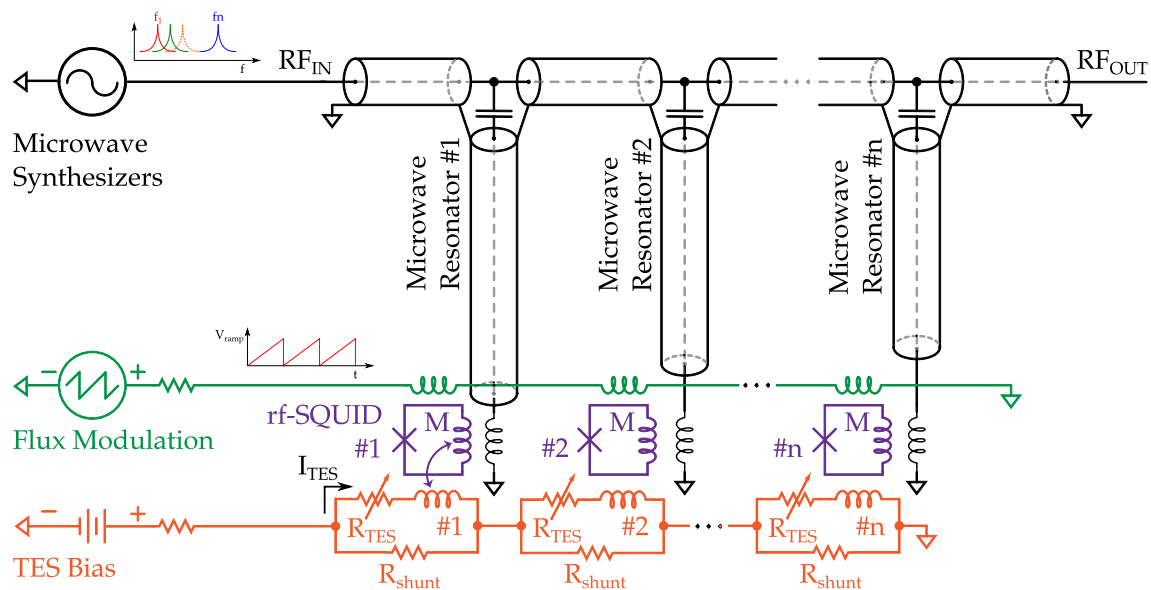 f1 fn
f
RFIN
RFOUT
Microwave
Synthesizers
Microwave
Resonator #1
Microwave
Resonator #2
Microwave
Resonator #n
Vramp
t
− +
Flux Modulation
rf-SQUID
#1
M
#2
M
#n
M
ITES
− +
TES Bias
RTES #1
Rshunt
RTES #2
Rshunt
RTES #n
Rshunt